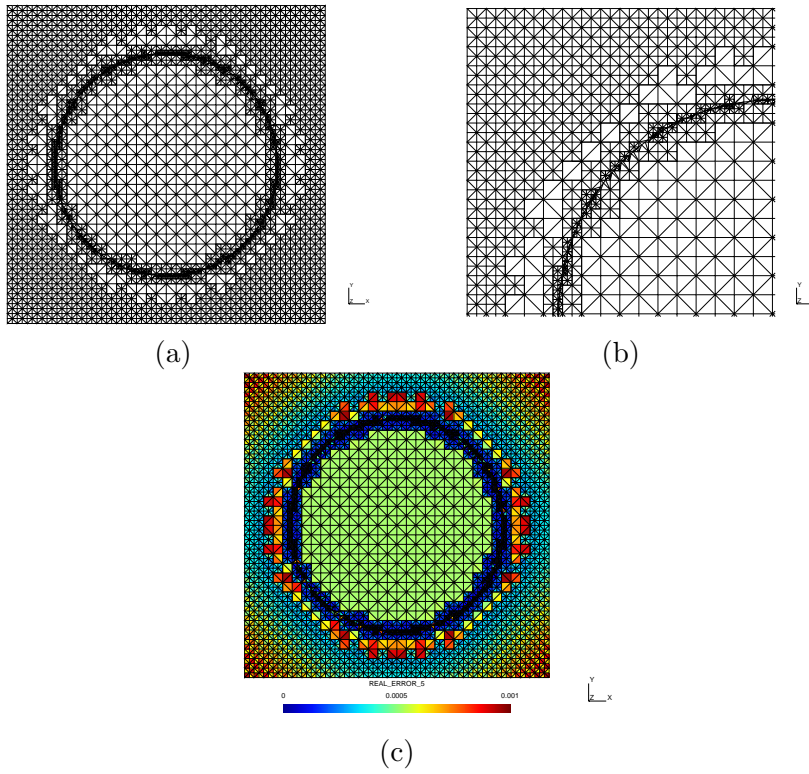 Y
Z X
Y
Z
(a)
(b)
REAL_ERROR_5
0 0.0005 0.001
Y
Z X
(c)